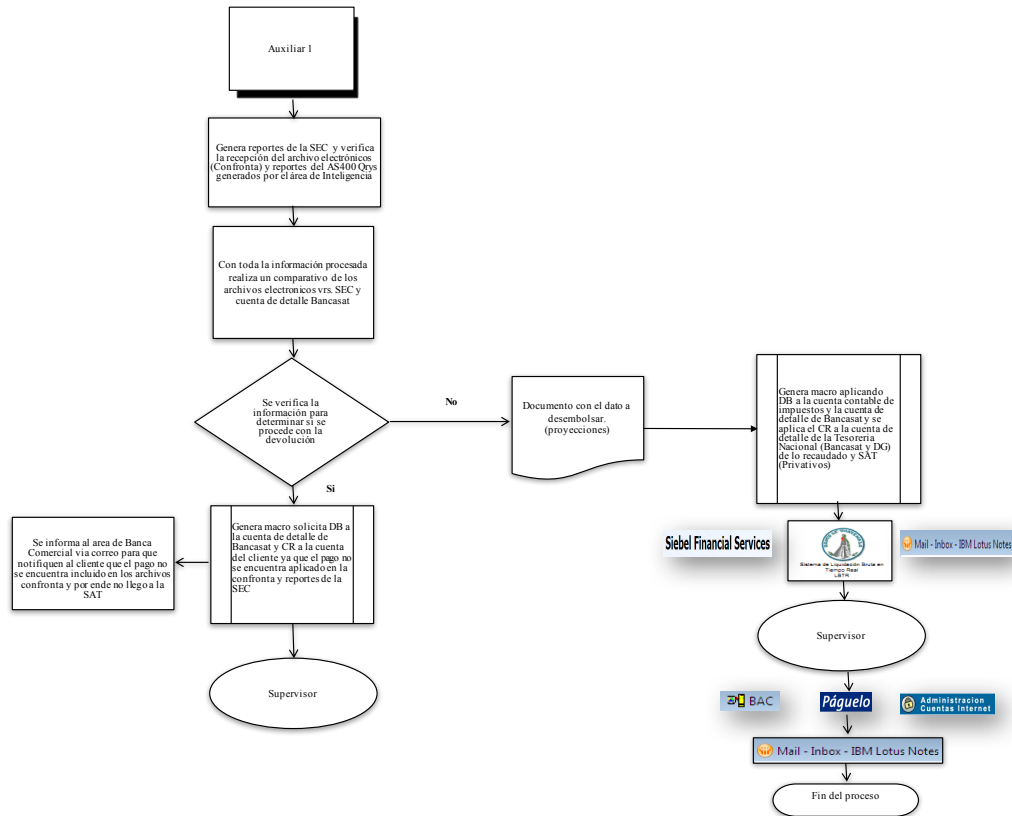 Auxiliar 1
Genera reportes de la SEC y verifica
la recepción del archivo electrónicos
(Confronta) y reportes del AS400 Qrys
generados por el área de Inteligencia
Con toda la información procesada
realiza un comparativo de los
archivos electronicos vrs. SEC y
cuenta de detalle Bancasat
Se verifica la
información para
determinar si se
procede con la
devolución
No
Documento con el dato a
desembolsar.
(proyecciones)
Genera macro aplicando
DB a la cuenta contable de
impuestos y la cuenta de
detalle de Bancasat y se
aplica el CR a la cuenta de
detalle de la Tesoreria
Nacional (Bancasat y DG)
de lo recaudado y SAT
(Privativos)
Si
Genera macro solicita DB a
la cuenta de detalle de
Bancasat y CR a la cuenta
del cliente ya que el pago no
se encuentra aplicado en la
confronta y reportes de la
SEC
Se informa al area de Banca
Comercial via correo para que
notifiquen al cliente que el pago no
se encuentra incluido en los archivos
confronta y por ende no llego a la
SAT
Supervisor
Siebel Financial Services
Sistema de Liquidación Bruta en
Tiempo Real
LBTR
Mail - Inbox - IBM Lotus Notes
Supervisor
BAC
Páguelo
Administracion
Cuentas Internet
Mail - Inbox - IBM Lotus Notes
Fin del proceso